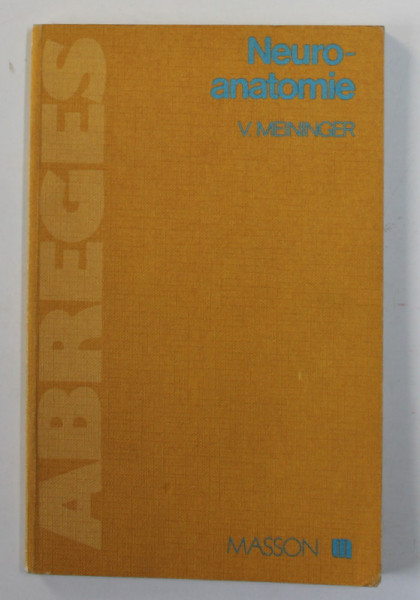 Neuro-
anatomie
V. MEININGER
ABREGES
MASSON